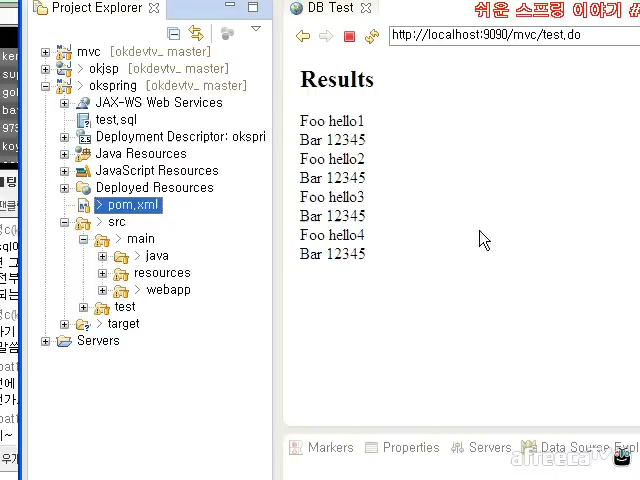 Project Explorer
DB Test
쉬운 스프링 이야기 #
http://localhost:9090/mvc/test.do
mvc [okdevtv_ master]
> okjsp [okdevtv_ master]
> okspring [okdevtv_ master]
JAX-WS Web Services
test.sql
Deployment Descriptor: okspri
Java Resources
JavaScript Resources
Deployed Resources
> pom.xml
> src
> main
> java
resources
> webapp
test
> target
Servers
Results
Foo hello1
Bar 12345
Foo hello2
Bar 12345
Foo hello3
Bar 12345
Foo hello4
Bar 12345
Markers
Properties
Servers
Data Source Expl
afreecaTV